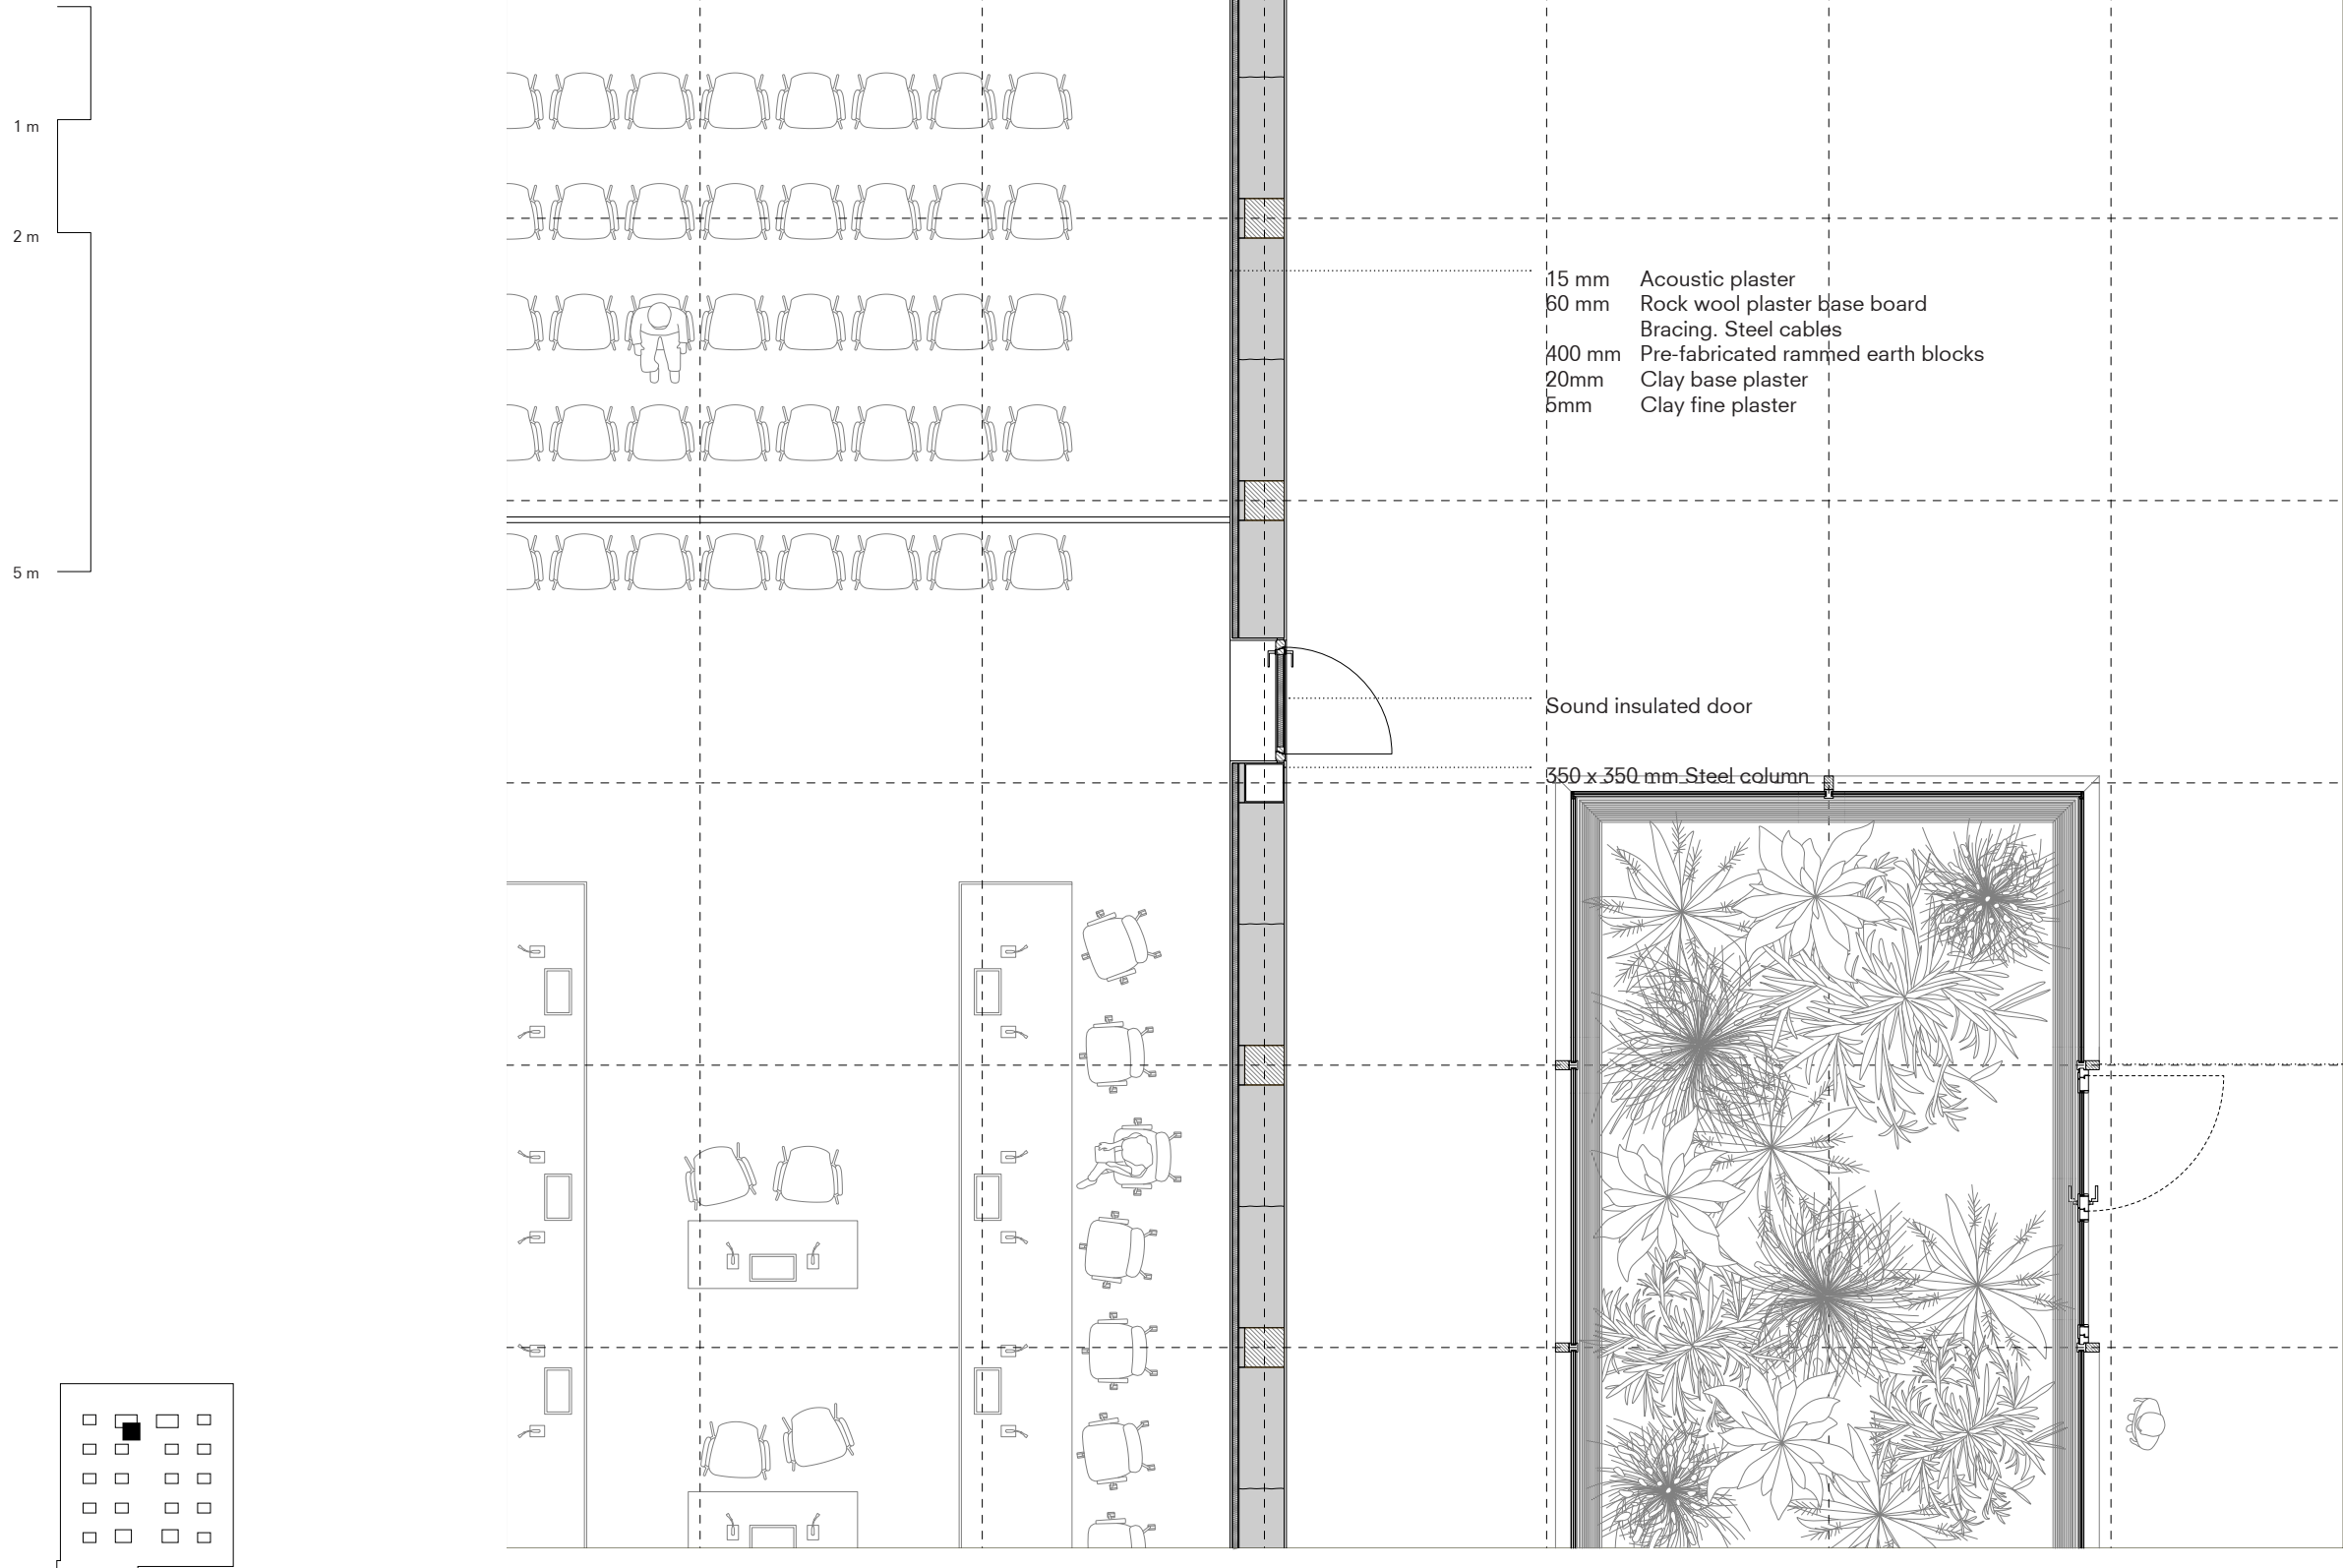 1 m
2 m
5 m
15 mm Acoustic plaster
60 mm Rock wool plaster base board
Bracing. Steel cables
400 mm Pre-fabricated rammed earth blocks
20mm Clay base plaster
5mm Clay fine plaster
Sound insulated door
350 x 350 mm Steel column